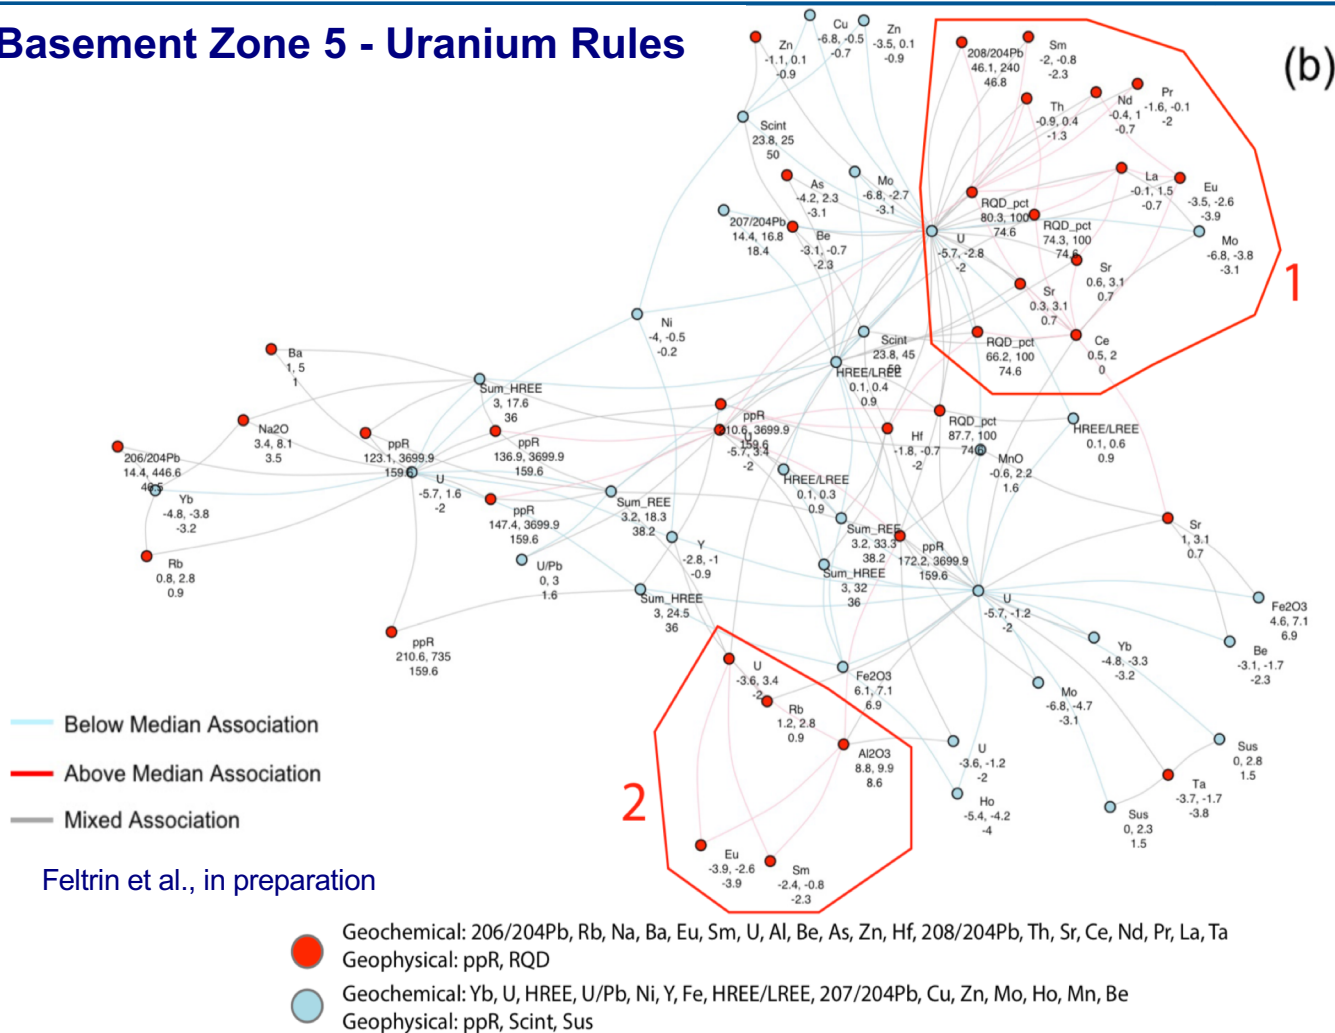 Basement Zone 5 - Uranium Rules
(b)
Zn
-1.1, 0.1
-0.9
Cu
-6.8, -0.5
-0.7
Zn
-3.5, 0.1
-0.9
208/204Pb
46.1, 240
46.8
Sm
-2, -0.8
-2.3
Th
-0.9, 0.4
-1.3
Nd
-0.4, 1
-0.7
Pr
-1.6, -0.1
-2
Scint
23.8, 25
50
As
-4.2, 2.3
-3.1
Mo
-6.8, -2.7
-3.1
La
-0.1, 1.5
-0.7
Eu
-3.5, -2.6
-3.9
207/204Pb
14.4, 16.8
18.4
Be
-3.1, -0.7
-2.3
RQD_pct
80.3, 100
74.6
RQD_pct
74.3, 100
74.6
U
-5.7, -2.8
-2
Mo
-6.8, -3.8
-3.1
Sr
0.6, 3.1
0.7
Sr
0.3, 3.1
0.7
1
Ni
-4, -0.5
-0.2
Scint
23.8, 45
50
RQD_pct
66.2, 100
74.6
Ce
0.5, 2
0
Ba
1, 5
1
HREE/LREE
0.1, 0.4
0.9
Sum_HREE
3, 17.6
36
Na2O
3.4, 8.1
3.5
ppR
123.1, 3699.9
159.6
ppR
136.9, 3699.9
159.6
ppR
210.6, 3699.9
159.6
U
-5.7, 3.4
-2
Hf
-1.8, -0.7
-2
RQD_pct
87.7, 100
74.6
HREE/LREE
0.1, 0.6
0.9
MnO
-0.6, 2.2
1.6
206/204Pb
14.4, 446.6
46.5
Yb
-4.8, -3.8
-3.2
U
-5.7, 1.6
-2
HREE/LREE
0.1, 0.3
0.9
ppR
147.4, 3699.9
159.6
Sum_REE
3.2, 18.3
38.2
Sum_REE
3.2, 33.3
38.2
Sr
1, 3.1
0.7
Rb
0.8, 2.8
0.9
U/Pb
0, 3
1.6
Y
-2.8, -1
-0.9
ppR
172.2, 3699.9
159.6
Sum_HREE
3, 32
36
Sum_HREE
3, 24.5
36
U
-5.7, -1.2
-2
Fe2O3
4.6, 7.1
6.9
ppR
210.6, 735
159.6
Yb
-4.8, -3.3
-3.2
Be
-3.1, -1.7
-2.3
U
-3.6, 3.4
-2
Fe2O3
6.1, 7.1
6.9
Mo
-6.8, -4.7
-3.1
Rb
1.2, 2.8
0.9
Below Median Association
Above Median Association
Mixed Association
Al2O3
8.8, 9.9
8.6
U
-3.6, -1.2
-2
Sus
0, 2.8
1.5
Ta
-3.7, -1.7
-3.8
2
Ho
-5.4, -4.2
-4
Sus
0, 2.3
1.5
Eu
-3.9, -2.6
-3.9
Sm
-2.4, -0.8
-2.3
Feltrin et al., in preparation
Geochemical: 206/204Pb, Rb, Na, Ba, Eu, Sm, U, Al, Be, As, Zn, Hf, 208/204Pb, Th, Sr, Ce, Nd, Pr, La, Ta
Geophysical: ppR, RQD
Geochemical: Yb, U, HREE, U/Pb, Ni, Y, Fe, HREE/LREE, 207/204Pb, Cu, Zn, Mo, Ho, Mn, Be
Geophysical: ppR, Scint, Sus